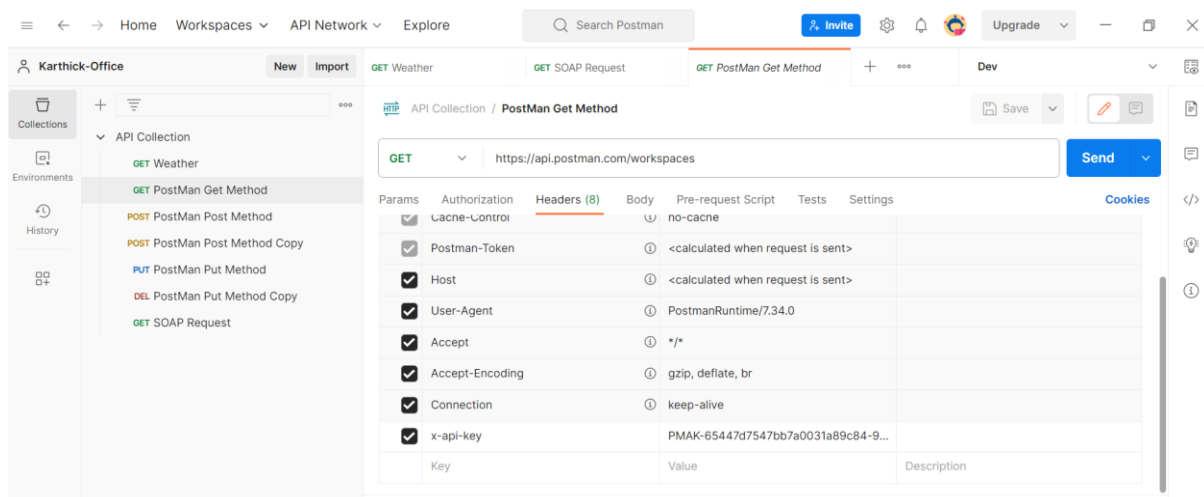 Home Workspaces API Network Explore Search Postman Invite Upgrade
Karthick-Office New Import GET Weather GET SOAP Request GET PostMan Get Method Dev
Collections
Environments
History
API Collection
GET Weather
GET PostMan Get Method
POST PostMan Post Method
POST PostMan Post Method Copy
PUT PostMan Put Method
DEL PostMan Put Method Copy
GET SOAP Request
HTTP API Collection / PostMan Get Method Save
GET https://api.postman.com/workspaces Send
Params Authorization Headers (8) Body Pre-request Script Tests Settings Cookies
Cache-Control no-cache
Postman-Token <calculated when request is sent>
Host <calculated when request is sent>
User-Agent PostmanRuntime/7.34.0
Accept */*
Accept-Encoding gzip, deflate, br
Connection keep-alive
x-api-key PMAK-65447d7547bb7a0031a89c84-9...
Key Value Description